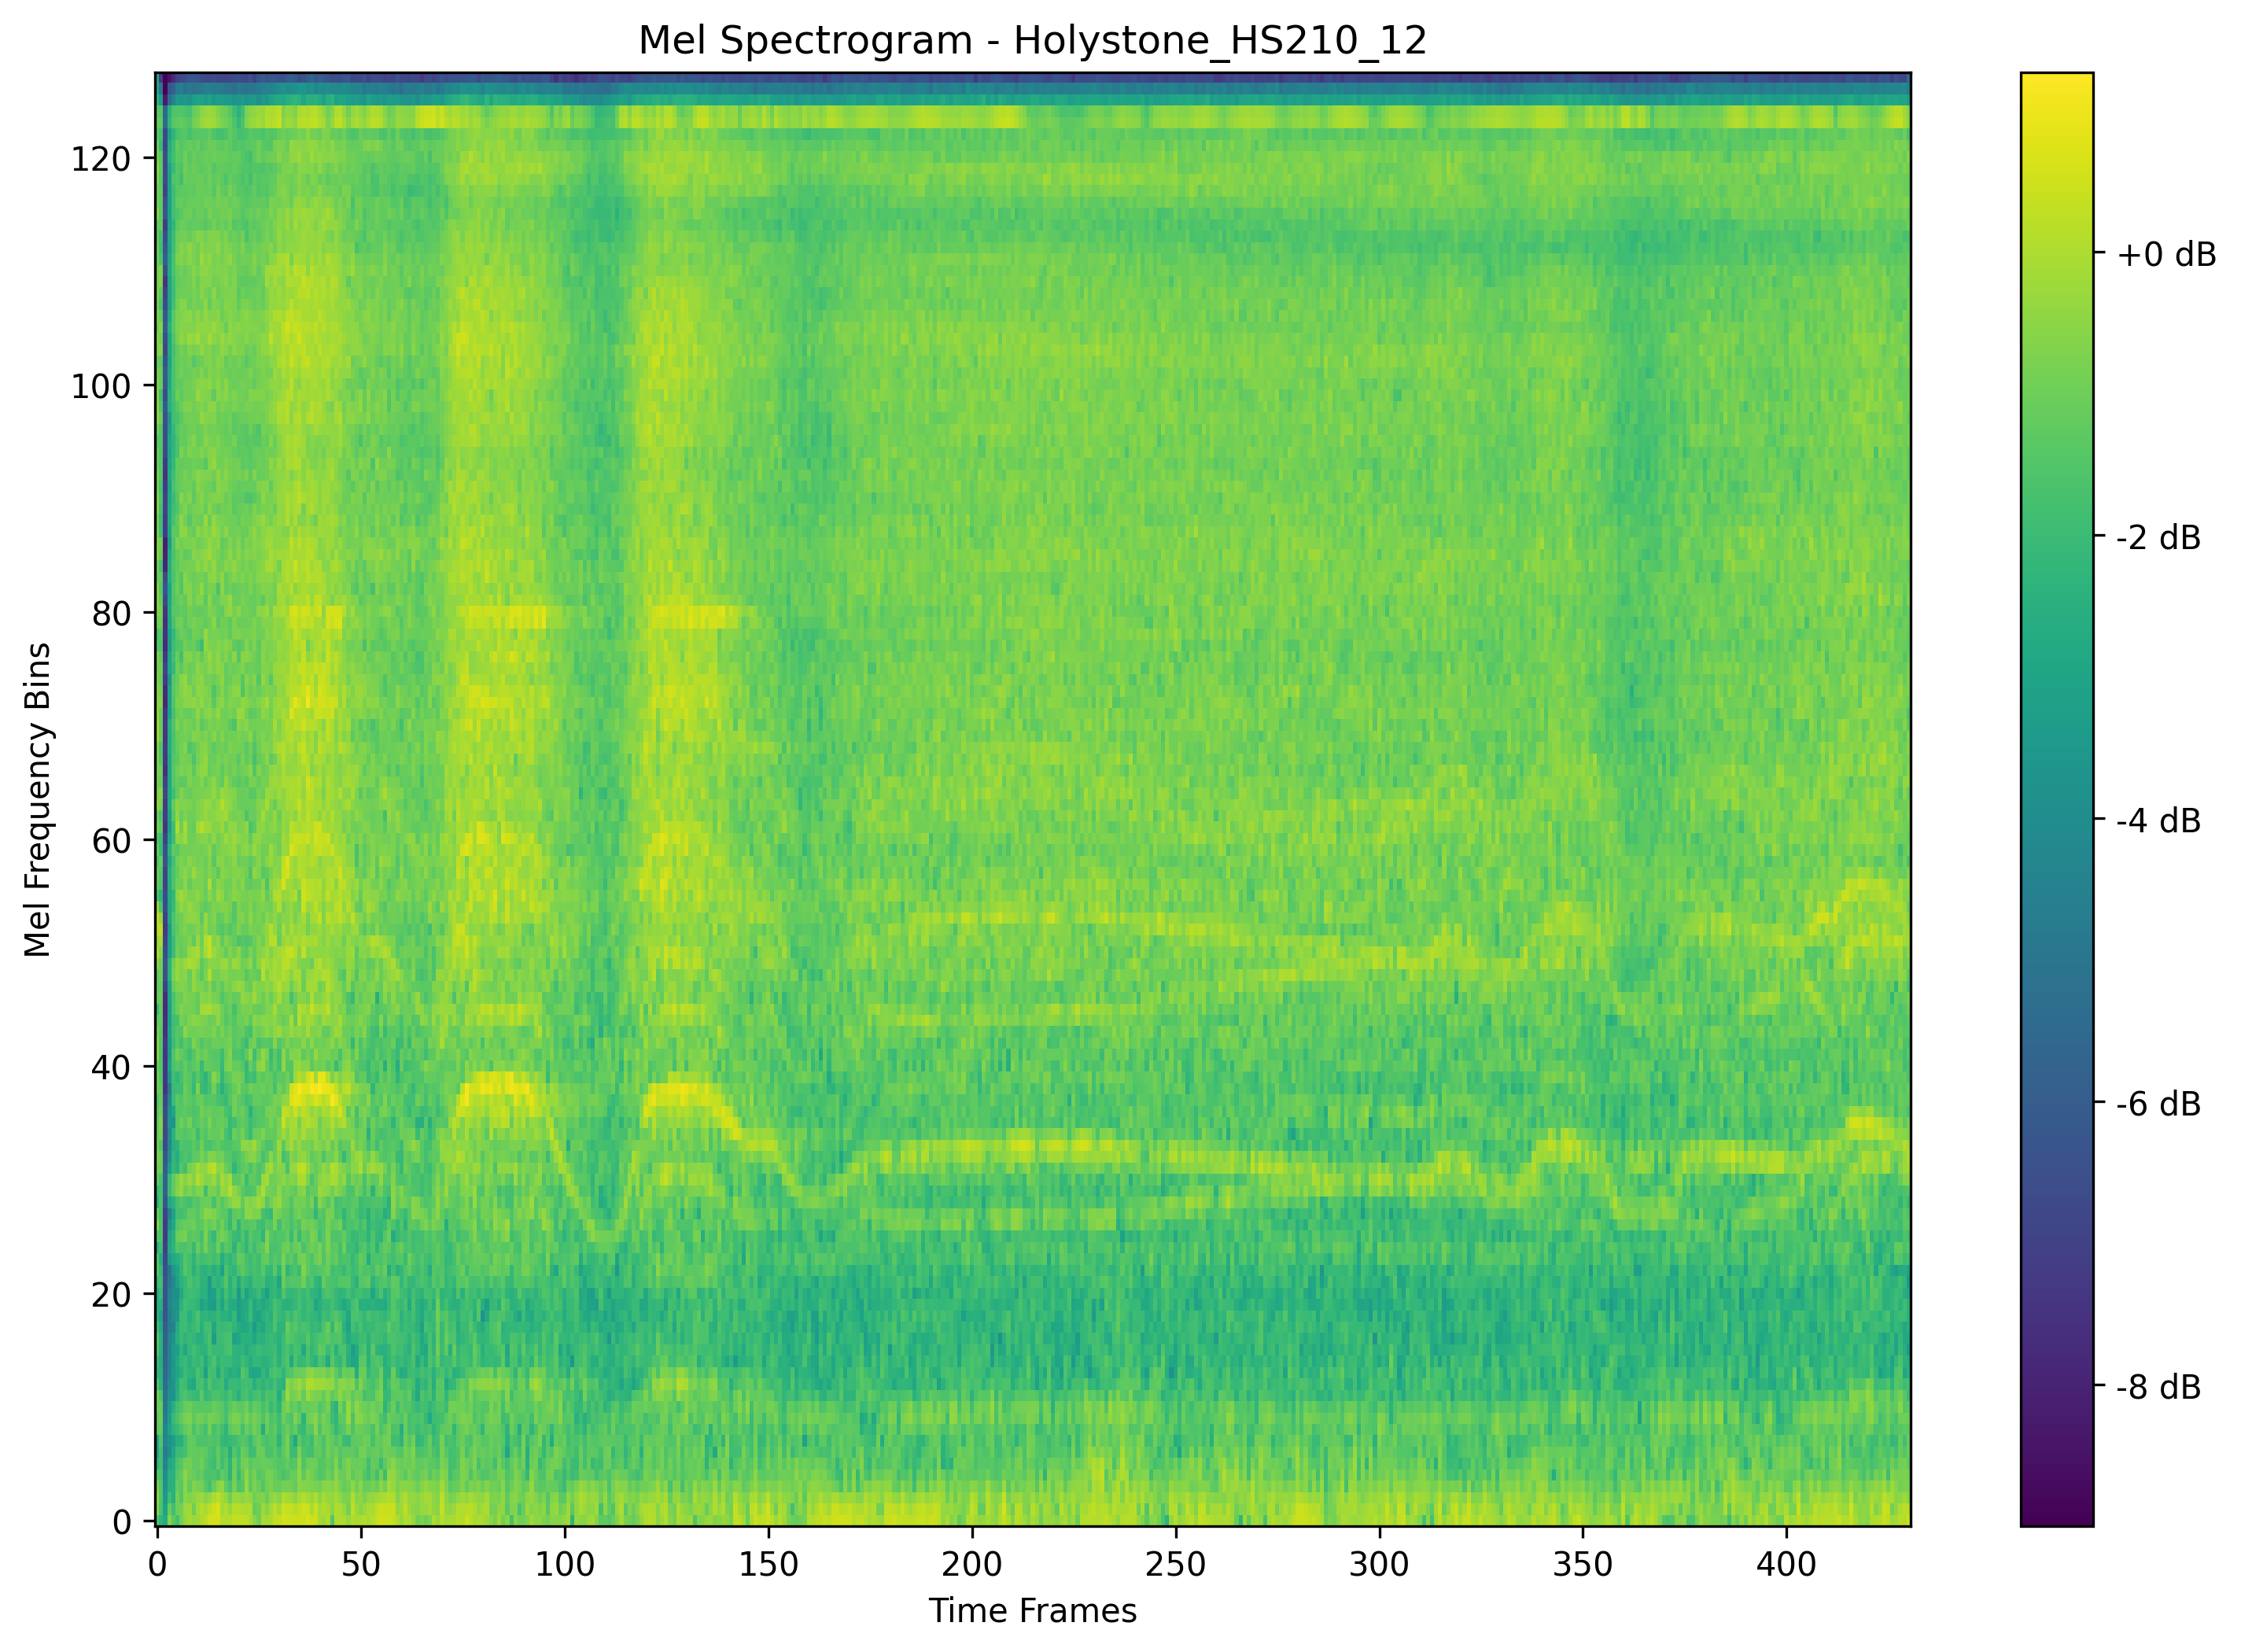 Mel Spectrogram - Holystone_HS210_12
Mel Frequency Bins
120
100
80
60
40
20
0
0 50 100 150 200 250 300 350 400
Time Frames
+0 dB
-2 dB
-4 dB
-6 dB
-8 dB